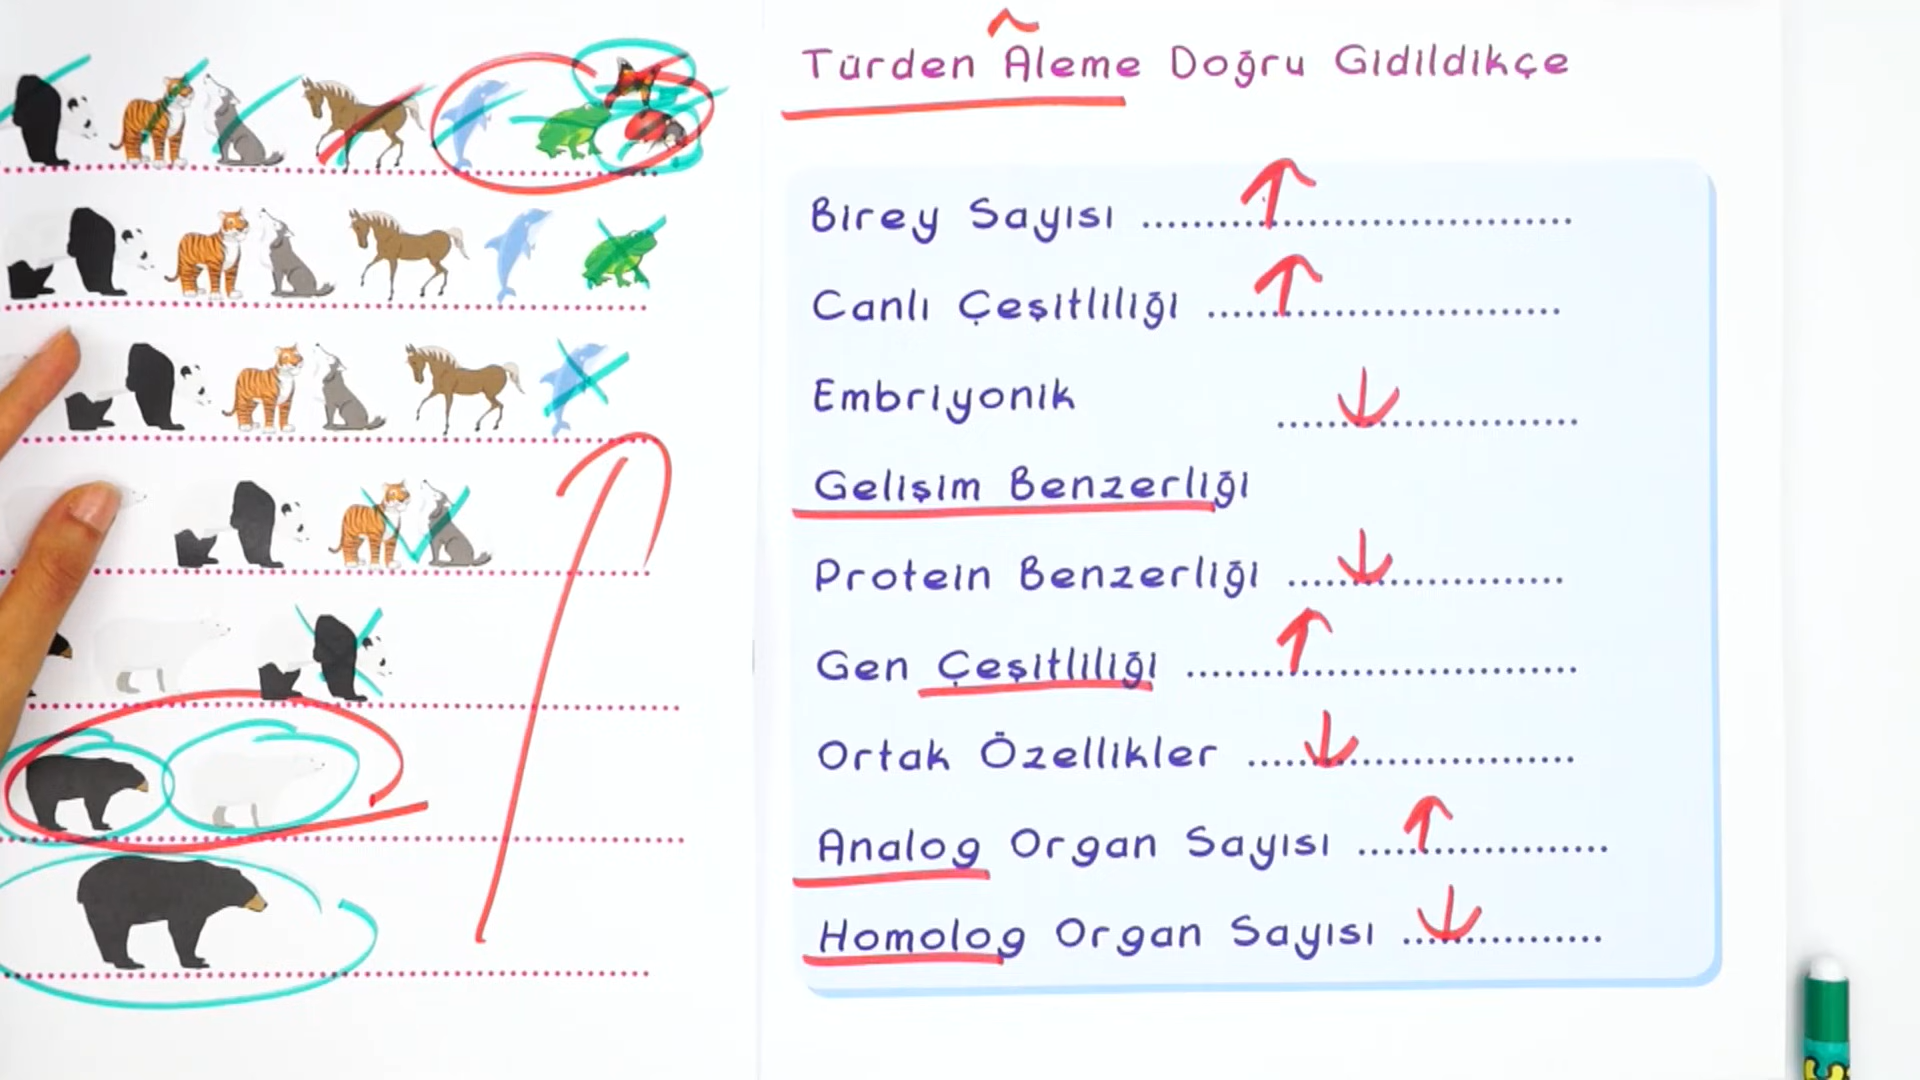 Türden Âleme Doğru Gidildikçe
Birey Sayısı
Canlı Çeşitliliği
Embriyonik
Gelişim Benzerliği
Protein Benzerliği
Gen Çeşitliliği
Ortak Özellikler
Analog Organ Sayısı
Homolog Organ Sayısı